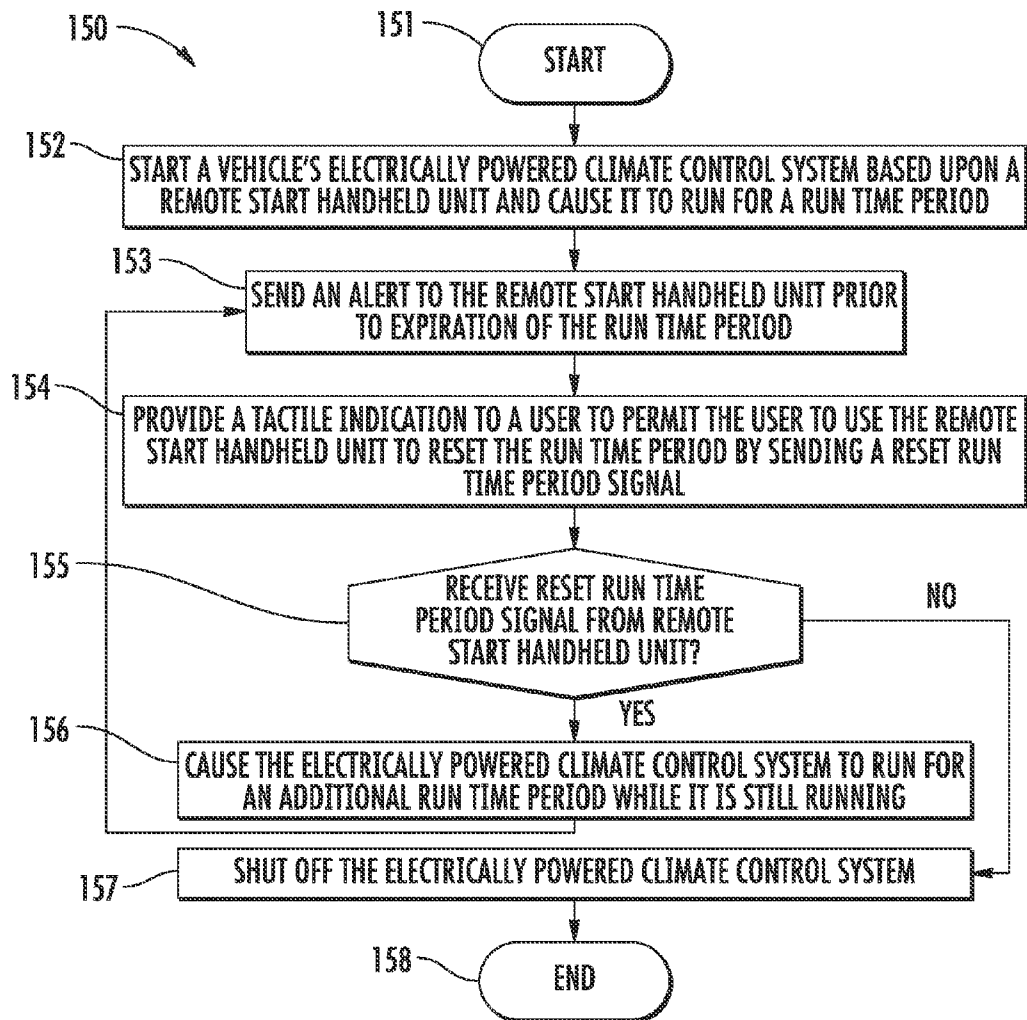 150
151
START
152
START A VEHICLE'S ELECTRICALLY POWERED CLIMATE CONTROL SYSTEM BASED UPON A
REMOTE START HANDHELD UNIT AND CAUSE IT TO RUN FOR A RUN TIME PERIOD
153
SEND AN ALERT TO THE REMOTE START HANDHELD UNIT PRIOR
TO EXPIRATION OF THE RUN TIME PERIOD
154
PROVIDE A TACTILE INDICATION TO A USER TO PERMIT THE USER TO USE THE REMOTE
START HANDHELD UNIT TO RESET THE RUN TIME PERIOD BY SENDING A RESET RUN
TIME PERIOD SIGNAL
155
RECEIVE RESET RUN TIME
PERIOD SIGNAL FROM REMOTE
START HANDHELD UNIT?
NO
YES
156
CAUSE THE ELECTRICALLY POWERED CLIMATE CONTROL SYSTEM TO RUN FOR
AN ADDITIONAL RUN TIME PERIOD WHILE IT IS STILL RUNNING
157
SHUT OFF THE ELECTRICALLY POWERED CLIMATE CONTROL SYSTEM
158
END